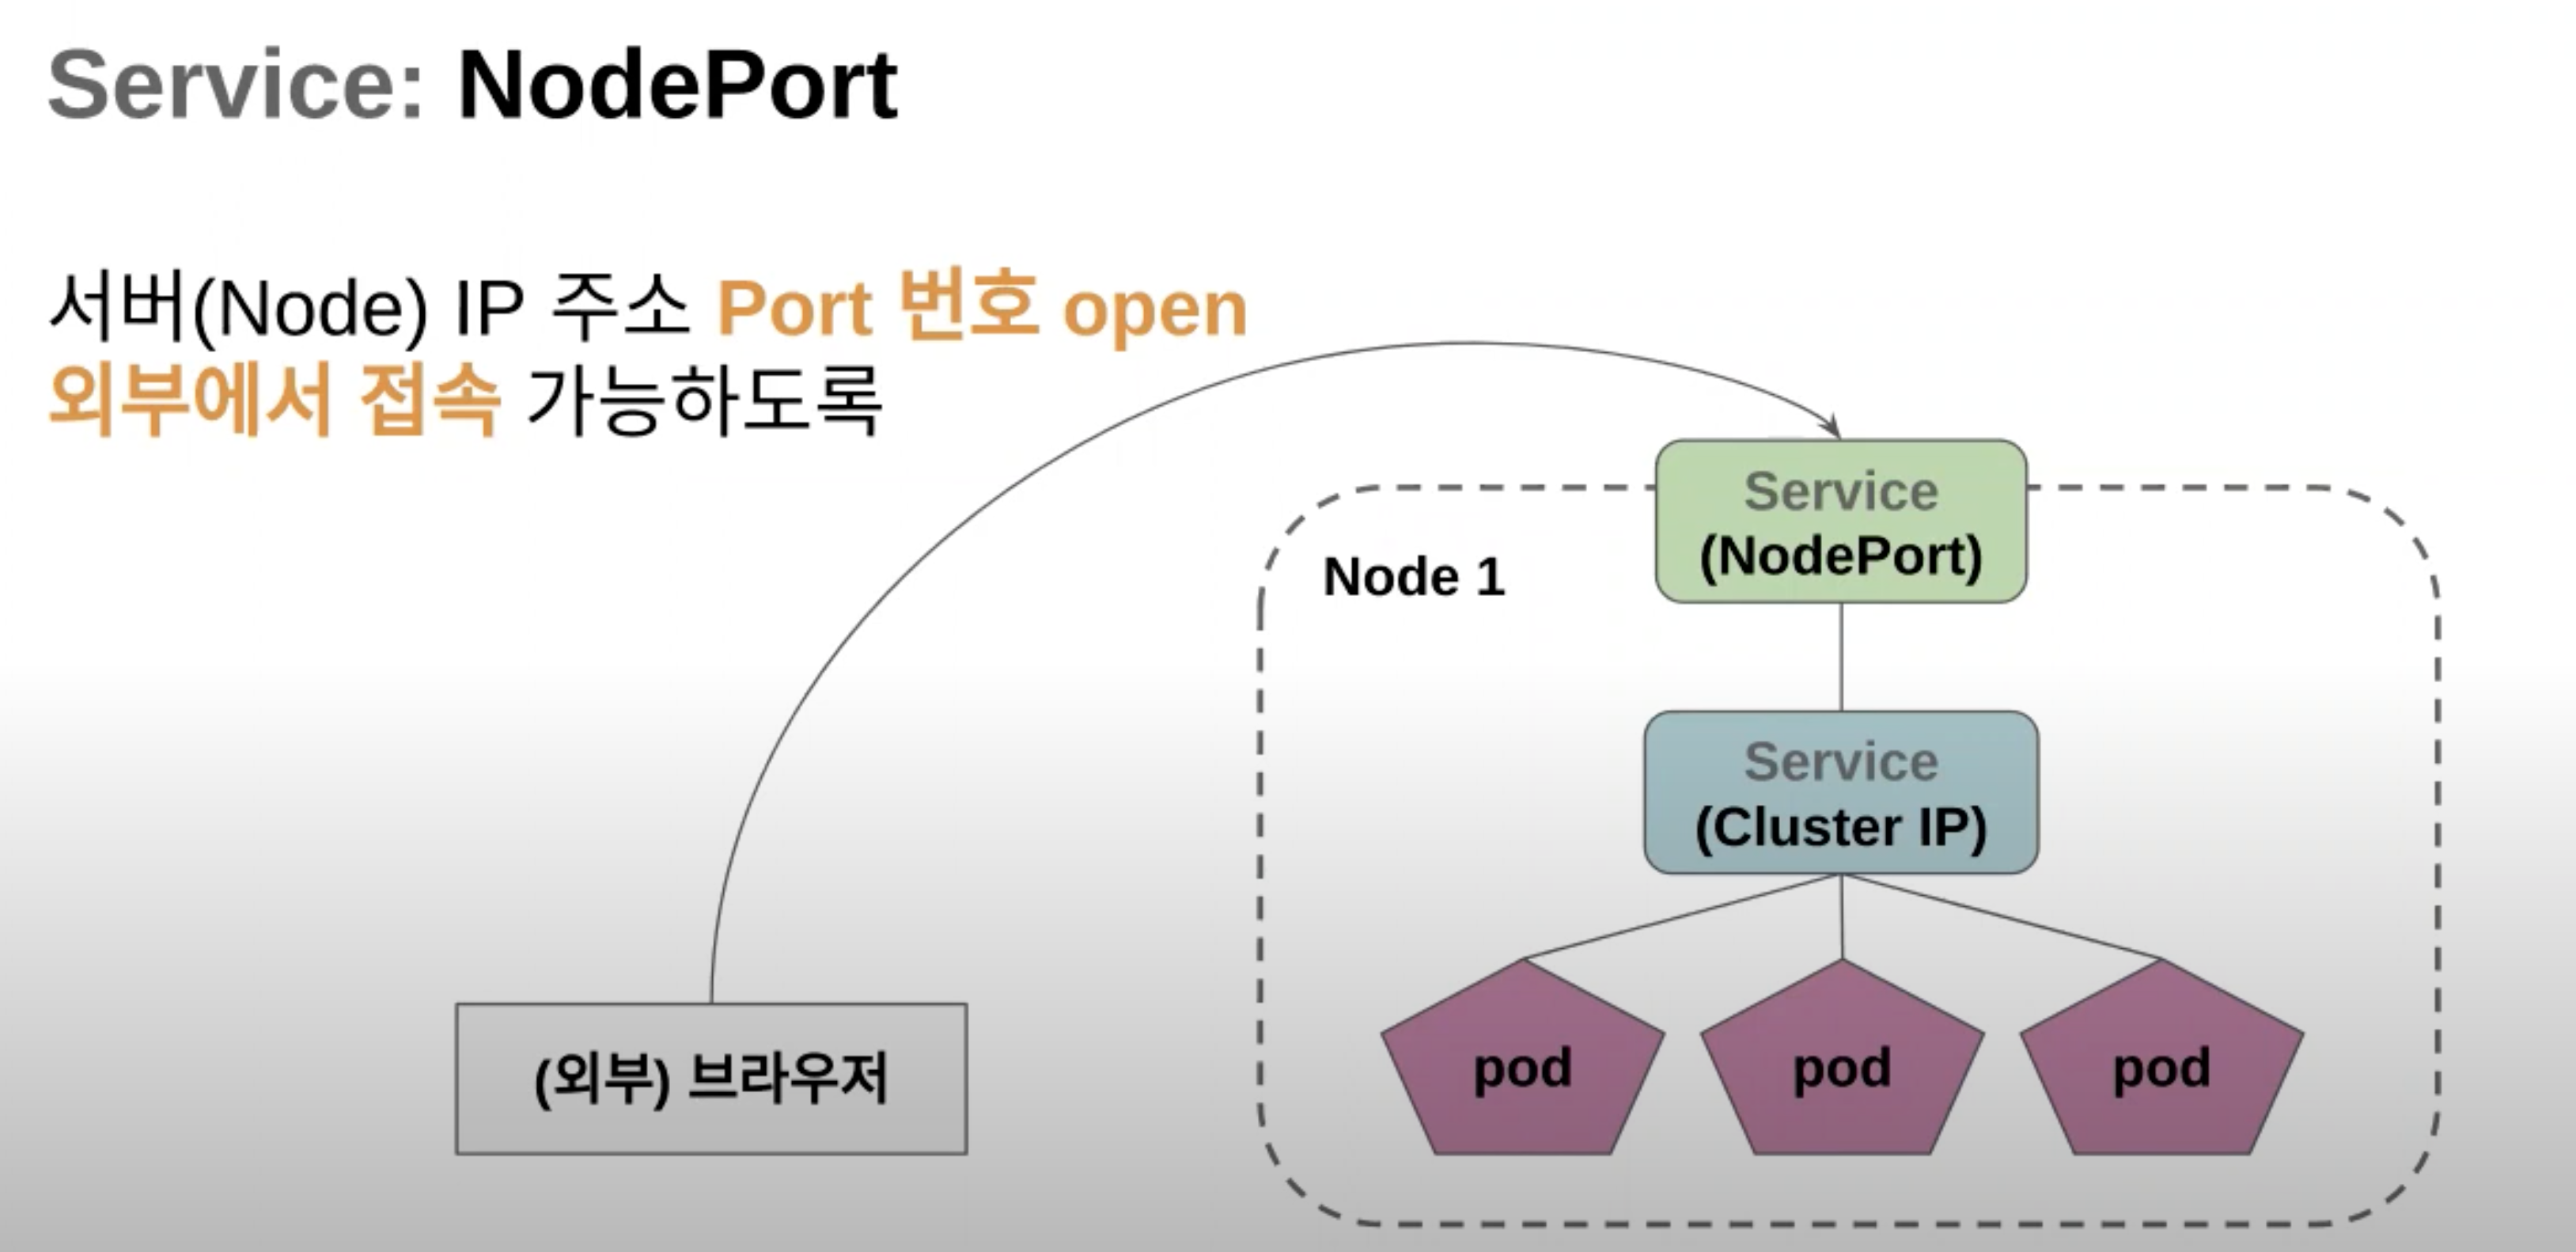 Service: NodePort
서버(Node) IP 주소 Port 번호 open
외부에서 접속 가능하도록
Service
(NodePort)
Node 1
Service
(Cluster IP)
(외부) 브라우저
pod
pod
pod